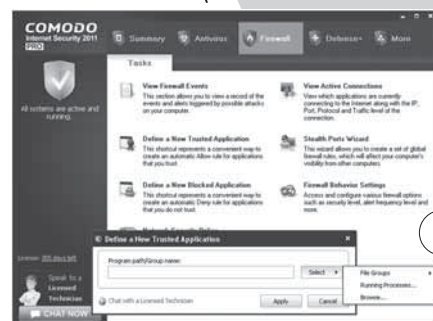 COMODO
Internet Security 2011
PRO
Summary
Antivirus
Firewall
Defense+
More
Tasks
All systems are active and
running.
View Firewall Events
This section allows you to view a record of the
events and alerts triggered by possible attacks
on your computer.
View Active Connections
View which applications are currently
connecting to the Internet along with the IP,
Port, Protocol and Traffic level of the
connection.
Define a New Trusted Application
This shortcut represents a convenient way to
create an automatic Allow rule for applications
that you trust.
Stealth Ports Wizard
This wizard allows you to create a set of global
firewall rules, which will affect your computer's
visibility from other computers.
Define a New Blocked Application
This shortcut represents a convenient way to
create an automatic Deny rule for applications
that you do not trust.
Firewall Behavior Settings
Access and configure various firewall options
such as security level, alert frequency level and
more.
Define a New Trusted Application
Program path/Group name:
Select
File Groups
Running Processes...
Browse...
Chat with a Licensed Technician
Apply
Cancel
Speak to a
Licensed
Technician
CHAT NOW